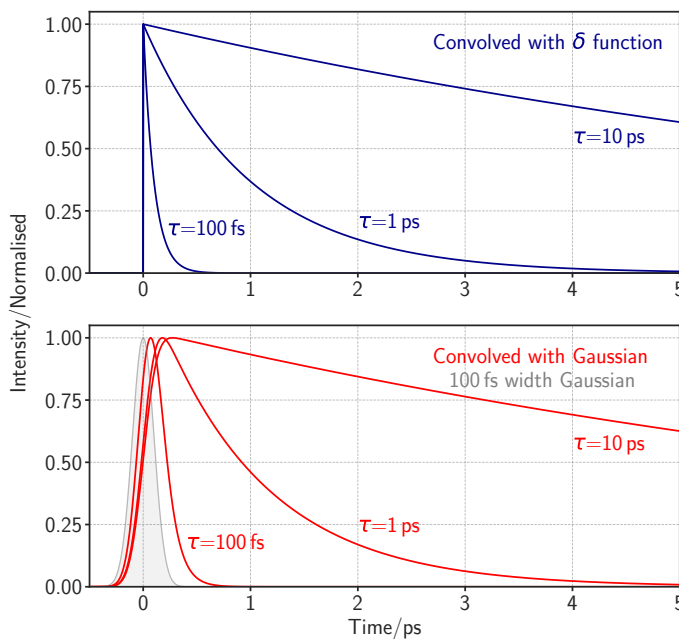 Intensity/Normalised
1.00
0.75
0.50
0.25
0.00
Convolved with δ function
τ=10 ps
τ=1 ps
τ=100 fs
0
1
2
3
4
5
1.00
0.75
0.50
0.25
0.00
Convolved with Gaussian
100 fs width Gaussian
τ=10 ps
τ=1 ps
τ=100 fs
0
1
2
3
4
5
Time/ps